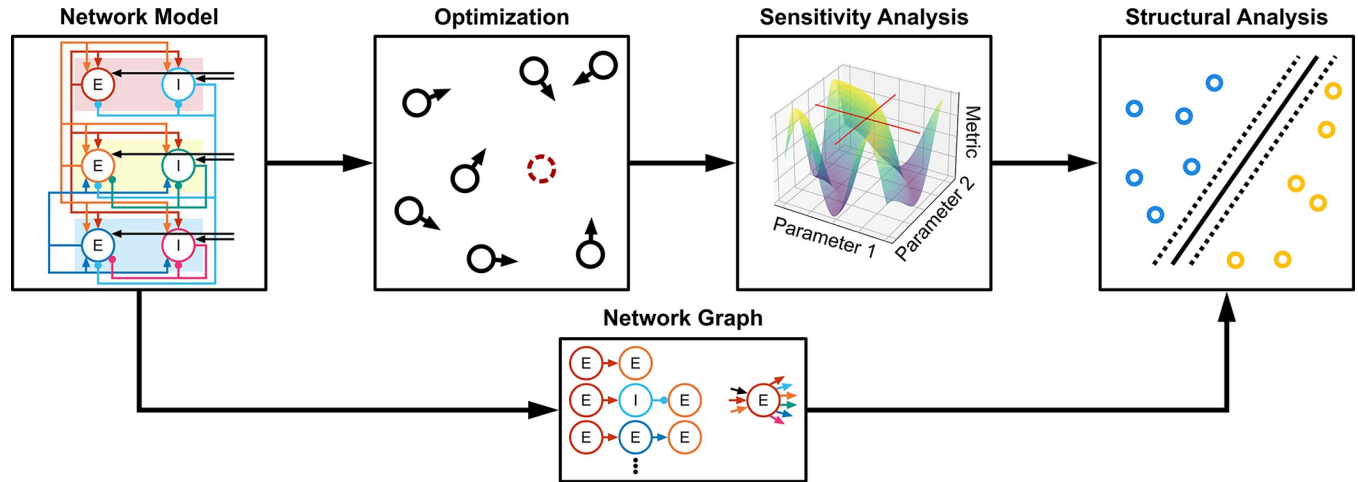 Network Model
Optimization
Sensitivity Analysis
Structural Analysis
E I
E I
E I
Metric
Parameter 1
Parameter 2
Network Graph
E E
E I E
E
E E E